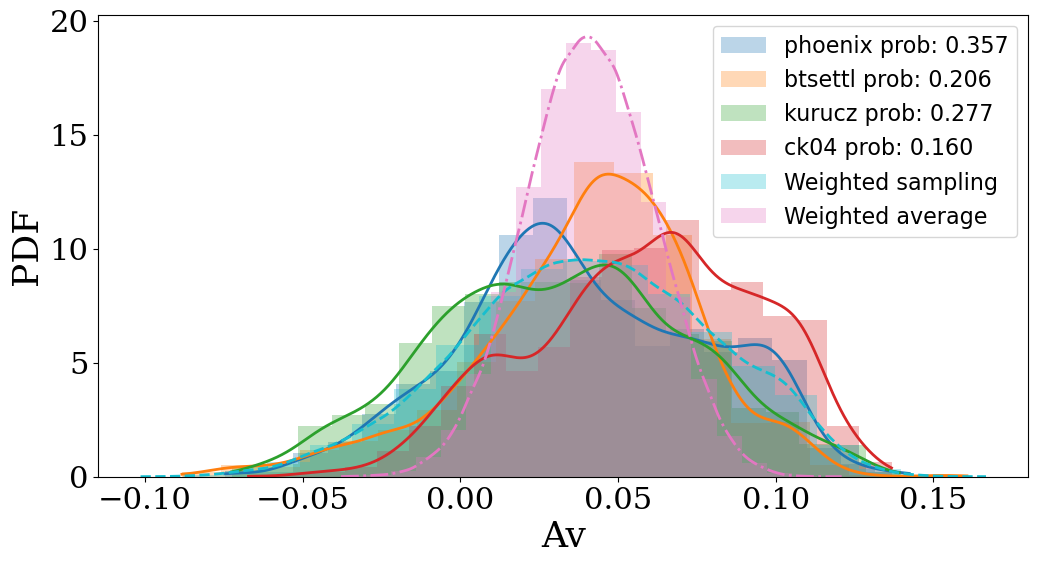 20
15
10
5
0
PDF
−0.10
−0.05
0.00
0.05
0.10
0.15
Av
phoenix prob: 0.357
btsettl prob: 0.206
kurucz prob: 0.277
ck04 prob: 0.160
Weighted sampling
Weighted average